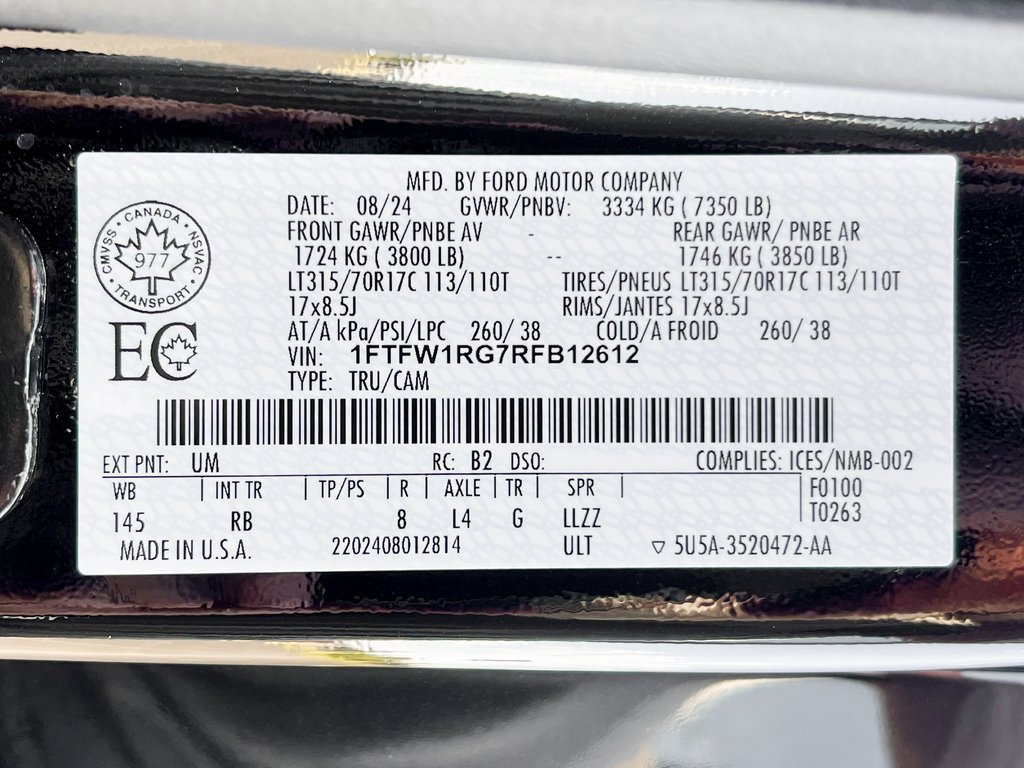 MFD. BY FORD MOTOR COMPANY
DATE: 08/24 GVWR/PNBV: 3334 KG ( 7350 LB)
FRONT GAWR/PNBE AV - REAR GAWR/ PNBE AR
1724 KG ( 3800 LB) -- 1746 KG ( 3850 LB)
LT315/70R17C 113/110T TIRES/PNEUS LT315/70R17C 113/110T
17x8.5J RIMS/JANTES 17x8.5J
AT/A kPa/PSI/LPC 260/ 38 COLD/A FROID 260/ 38
VIN: 1FTFW1RG7RFB12612
TYPE: TRU/CAM
CMVSS • CANADA • NSVAC • TRANSPORT •
977
EC
EXT PNT: UM RC: B2 DSO: COMPLIES: ICES/NMB-002
WB | INT TR | TP/PS | R | AXLE | TR | SPR | F0100
145 RB 8 L4 G LLZZ T0263
MADE IN U.S.A. 2202408012814 ULT ▽ 5U5A-3520472-AA